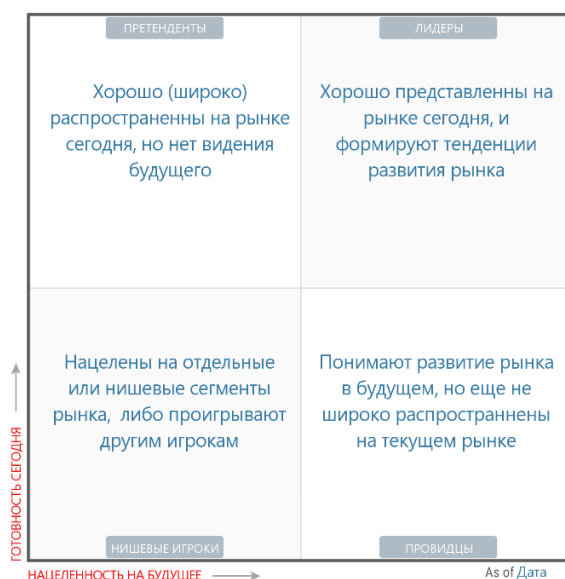 ПРЕТЕНДЕНТЫ
Хорошо (широко)
распространенны на рынке
сегодня, но нет видения
будущего
ЛИДЕРЫ
Хорошо представленны на
рынке сегодня, и
формируют тенденции
развития рынка
Нацелены на отдельные
или нишевые сегменты
рынка, либо проигрывают
другим игрокам
НИШЕВЫЕ ИГРОКИ
Понимают развитие рынка
в будущем, но еще не
широко распространнены
на текущем рынке
ПРОВИДЦЫ
ГОТОВНОСТЬ СЕГОДНЯ
НАЦЕЛЕННОСТЬ НА БУДУЩЕЕ
As of Дата